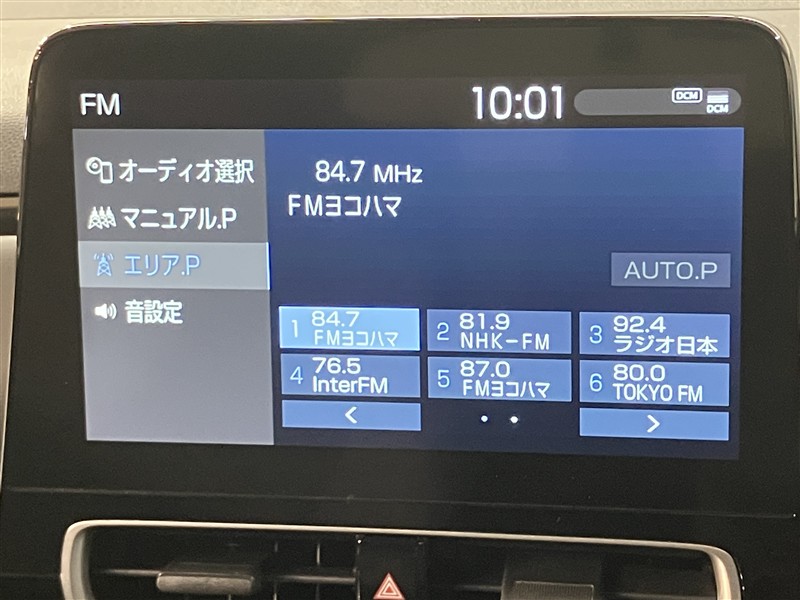 FM
10:01
DCM
DCM
オーディオ選択
マニュアル.P
エリア.P
音設定
84.7 MHz
FMヨコハマ
AUTO.P
1 84.7
FMヨコハマ
2 81.9
NHK-FM
3 92.4
ラジオ日本
4 76.5
InterFM
5 87.0
FMヨコハマ
6 80.0
TOKYO FM
<
>